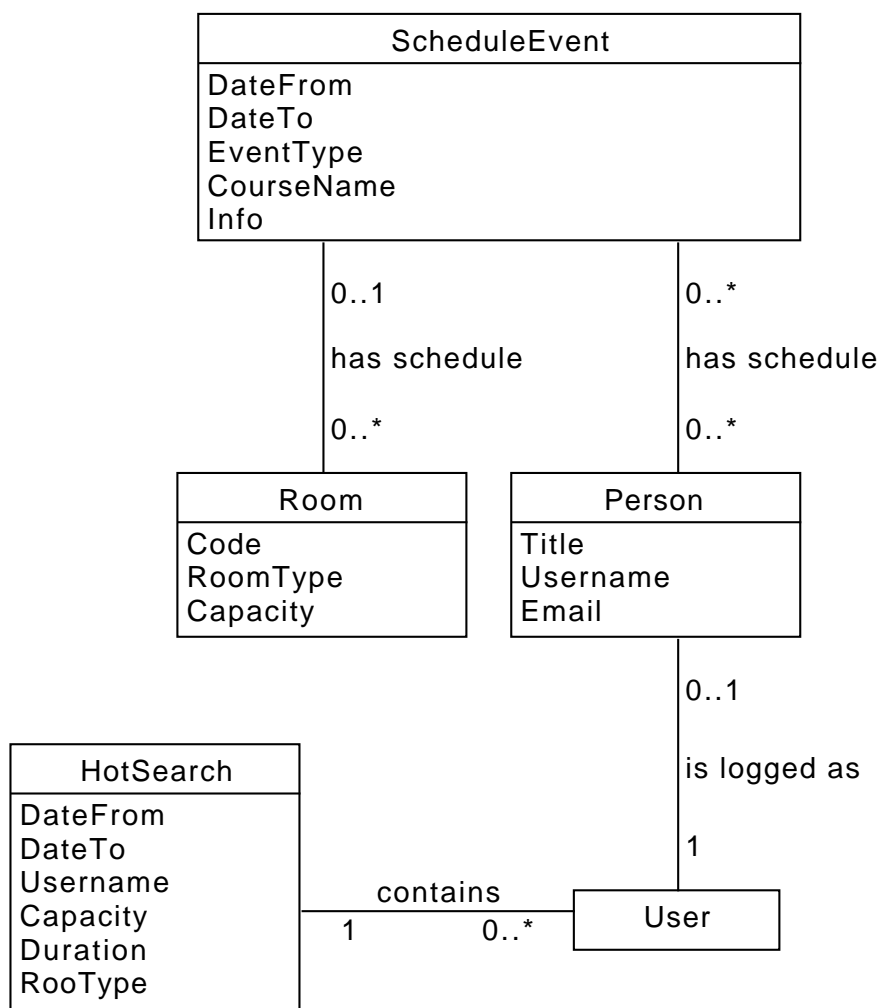 ScheduleEvent
DateFrom
DateTo
EventType
CourseName
Info
0..1
0..*
has schedule
has schedule
0..*
0..*
Room
Code
RoomType
Capacity
Person
Title
Username
Email
0..1
is logged as
1
HotSearch
DateFrom
DateTo
Username
Capacity
Duration
RooType
contains
1
0..*
User